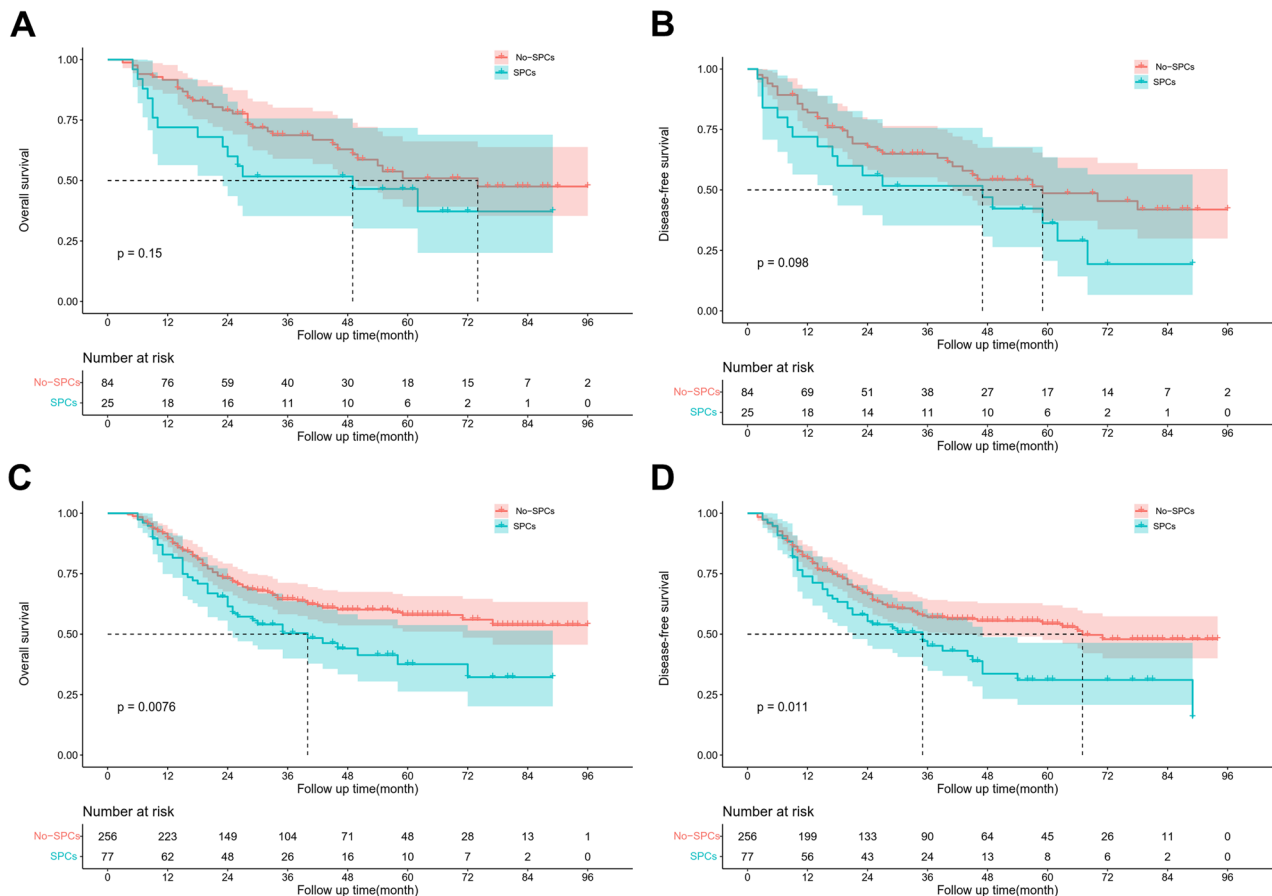 A
Overall survival
1.00
0.75
0.50
0.25
0.00
No−SPCs
SPCs
p = 0.15
0 12 24 36 48 60 72 84 96
Follow up time(month)
Number at risk
No−SPCs 84 76 59 40 30 18 15 7 2
SPCs 25 18 16 11 10 6 2 1 0
0 12 24 36 48 60 72 84 96
Follow up time(month)
B
Disease-free survival
1.00
0.75
0.50
0.25
0.00
No−SPCs
SPCs
p = 0.098
0 12 24 36 48 60 72 84 96
Follow up time(month)
Number at risk
No−SPCs 84 69 51 38 27 17 14 7 2
SPCs 25 18 14 11 10 6 2 1 0
0 12 24 36 48 60 72 84 96
Follow up time(month)
C
Overall survival
1.00
0.75
0.50
0.25
0.00
No−SPCs
SPCs
p = 0.0076
0 12 24 36 48 60 72 84 96
Follow up time(month)
Number at risk
No−SPCs 256 223 149 104 71 48 28 13 1
SPCs 77 62 48 26 16 10 7 2 0
0 12 24 36 48 60 72 84 96
Follow up time(month)
D
Disease-free survival
1.00
0.75
0.50
0.25
0.00
No−SPCs
SPCs
p = 0.011
0 12 24 36 48 60 72 84 96
Follow up time(month)
Number at risk
No−SPCs 256 199 133 90 64 45 26 11 0
SPCs 77 56 43 24 13 8 6 2 0
0 12 24 36 48 60 72 84 96
Follow up time(month)